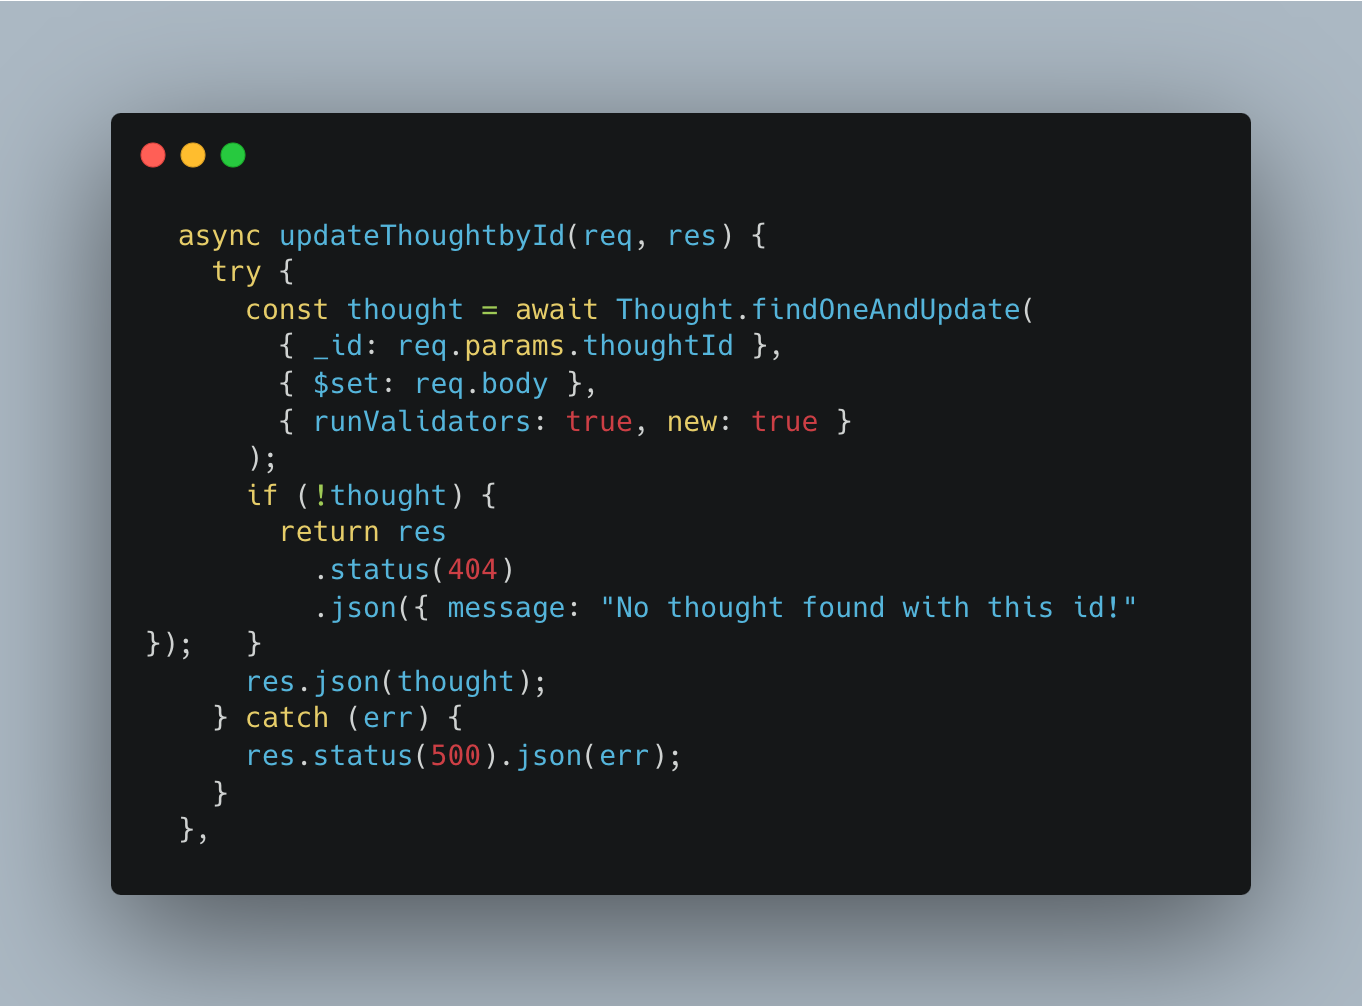 async updateThoughtbyId(req, res) {
try {
const thought = await Thought.findOneAndUpdate(
{ _id: req.params.thoughtId },
{ $set: req.body },
{ runValidators: true, new: true }
);
if (!thought) {
return res
.status(404)
.json({ message: "No thought found with this id!"
});   }
res.json(thought);
} catch (err) {
res.status(500).json(err);
}
},